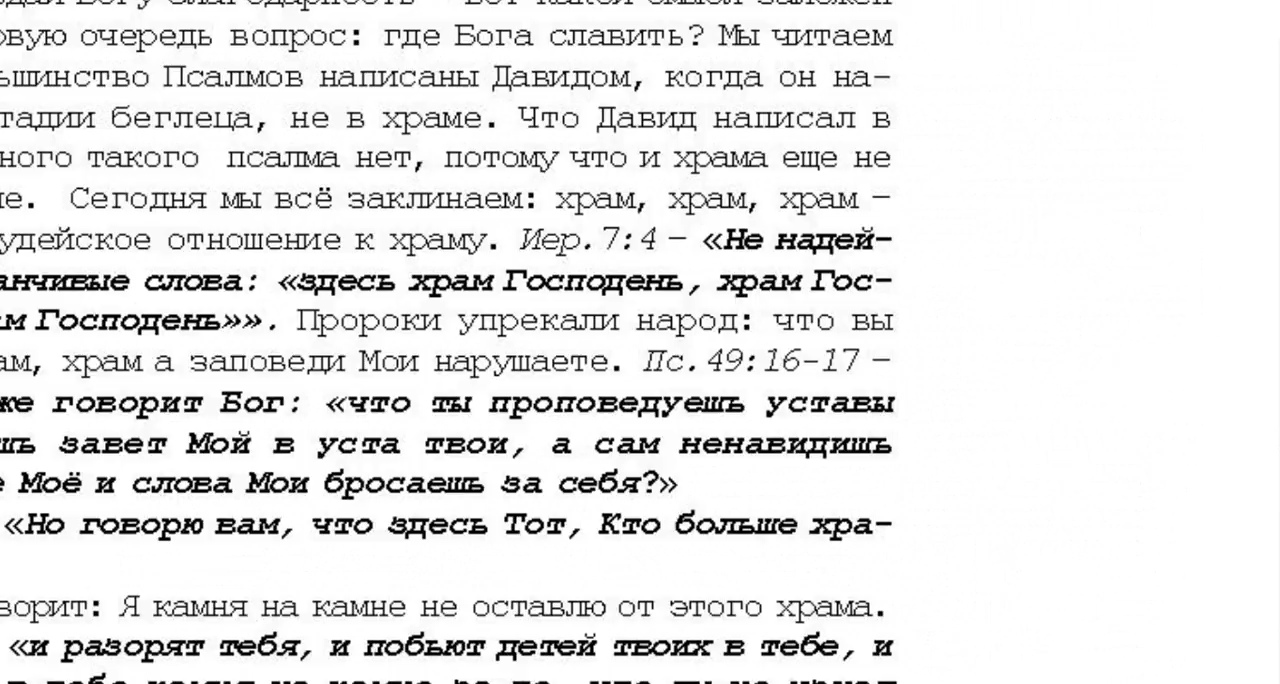 овую очередь вопрос: где Бога славить? Мы читаем
ьшинство Псалмов написаны Давидом, когда он на-
тадии беглеца, не в храме. Что Давид написал в
ного такого псалма нет, потому что и храма еще не
ие. Сегодня мы всё заклинаем: храм, храм, храм –
удейское отношение к храму. Иер. 7:4 – «Не надей-
анчивые слова: «здесь храм Господень, храм Гос-
м Господень»». Пророки упрекали народ: что вы
ам, храм а заповеди Мои нарушаете. Пс. 49:16-17 –
же говорит Бог: «что ты проповедуешь уставы
шь завет Мой в уста твои, а сам ненавидишь
е Моё и слова Мои бросаешь за себя?»
«Но говорю вам, что здесь Тот, Кто больше хра-
ворит: Я камня на камне не оставлю от этого храма.
«и разорят тебя, и побьют детей твоих в тебе, и